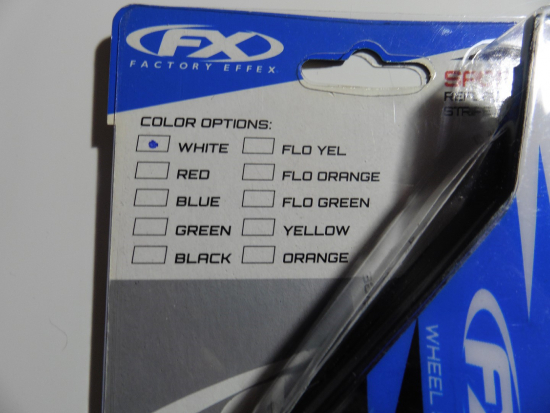 FX
FACTORY EFFEX
COLOR OPTIONS:
WHITE FLO YEL
RED FLO ORANGE
BLUE FLO GREEN
GREEN YELLOW
BLACK ORANGE
WHEEL